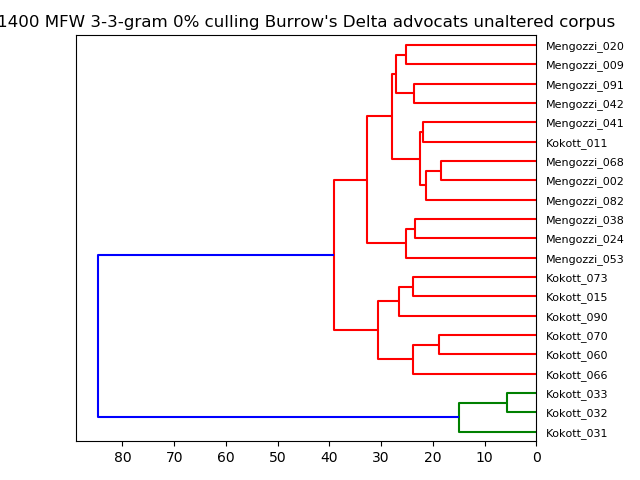 1400 MFW 3-3-gram 0% culling Burrow's Delta advocats unaltered corpus
Mengozzi_020
Mengozzi_009
Mengozzi_091
Mengozzi_042
Mengozzi_041
Kokott_011
Mengozzi_068
Mengozzi_002
Mengozzi_082
Mengozzi_038
Mengozzi_024
Mengozzi_053
Kokott_073
Kokott_015
Kokott_090
Kokott_070
Kokott_060
Kokott_066
Kokott_033
Kokott_032
Kokott_031
80 70 60 50 40 30 20 10 0